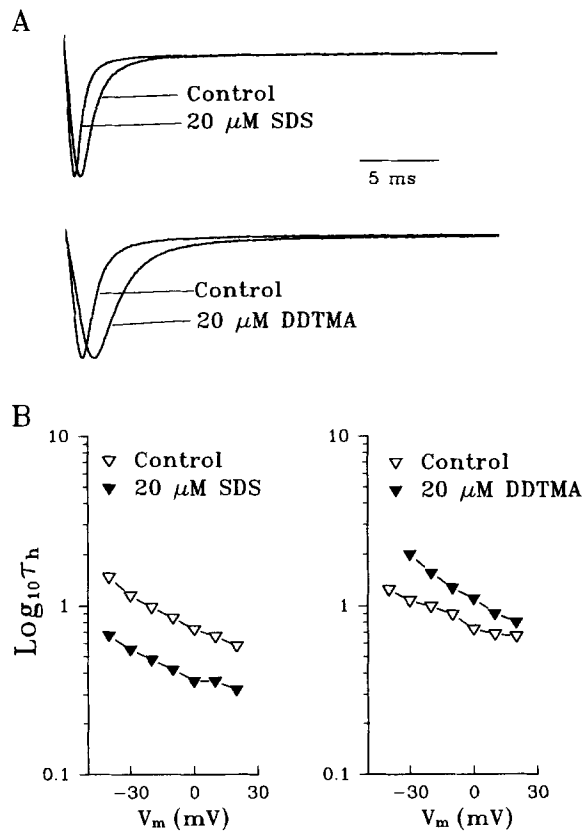 A
Control
20 μM SDS
5 ms
Control
20 μM DDTMA
B
10
1
0.1
Log₁₀τₕ
▽ Control
▼ 20 μM SDS
-30 0 30
Vₘ (mV)
10
1
0.1
▽ Control
▼ 20 μM DDTMA
-30 0 30
Vₘ (mV)